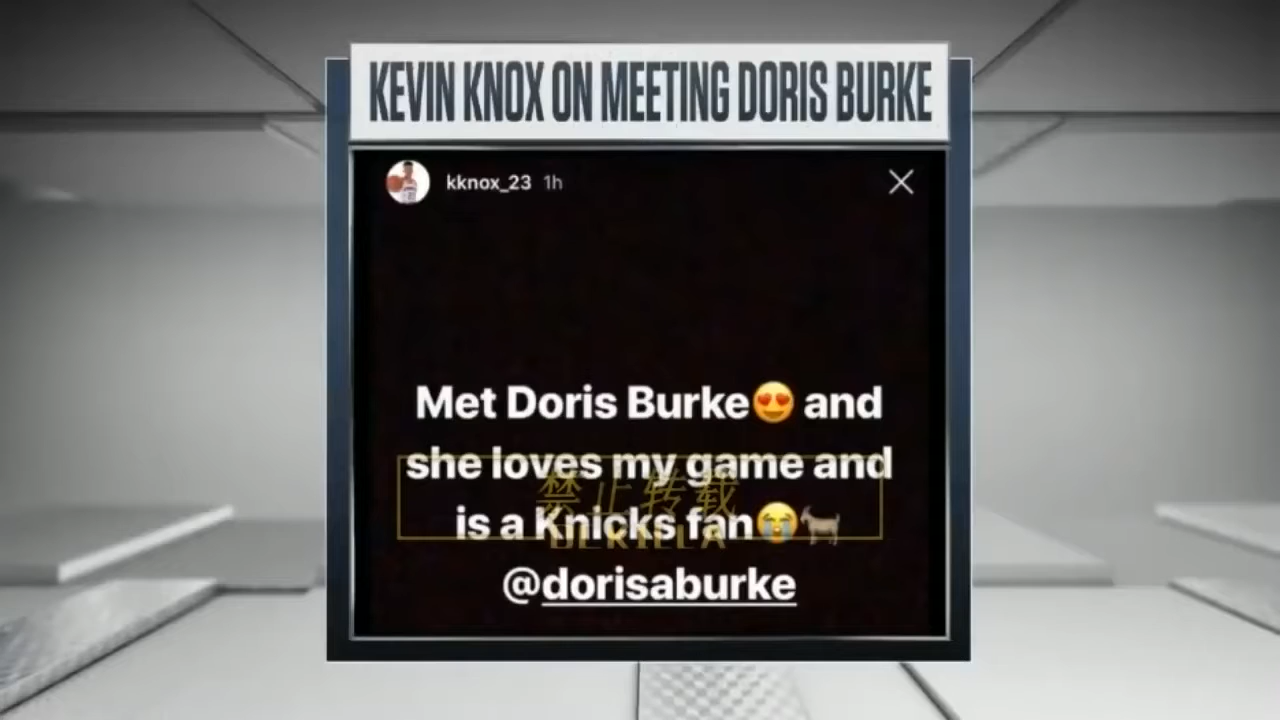 KEVIN KNOX ON MEETING DORIS BURKE
kknox_23 1h
Met Doris Burke😍 and
she loves my game and
禁止转载
is a Knicks fan😭🐐
@dorisaburke